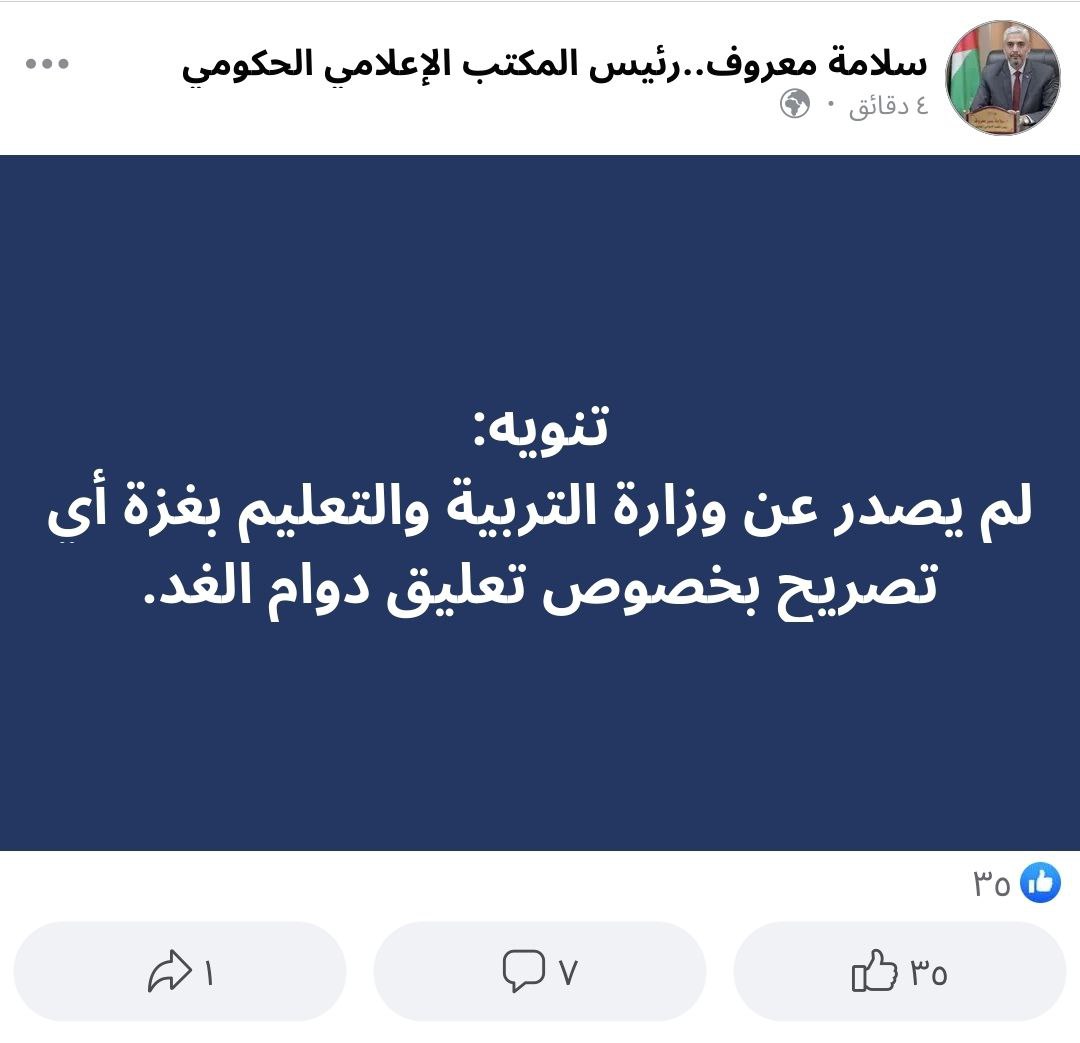 سلامة معروف..رئيس المكتب الإعلامي الحكومي
٤ دقائق ·
تنويه:
لم يصدر عن وزارة التربية والتعليم بغزة أي
تصريح بخصوص تعليق دوام الغد.
٣٥
٣٥
٧
١